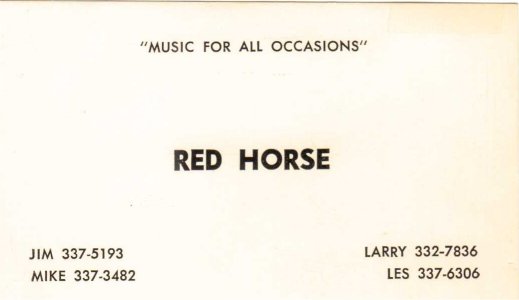 "MUSIC FOR ALL OCCASIONS"
RED HORSE
JIM 337-5193
LARRY 332-7836
MIKE 337-3482
LES 337-6306